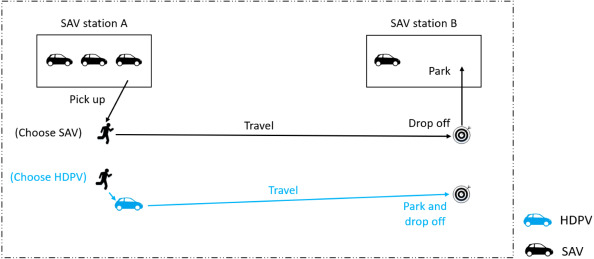 SAV station A
SAV station B
Park
Pick up
(Choose SAV)
Travel
Drop off
(Choose HDPV)
Travel
Park and
drop off
HDPV
SAV